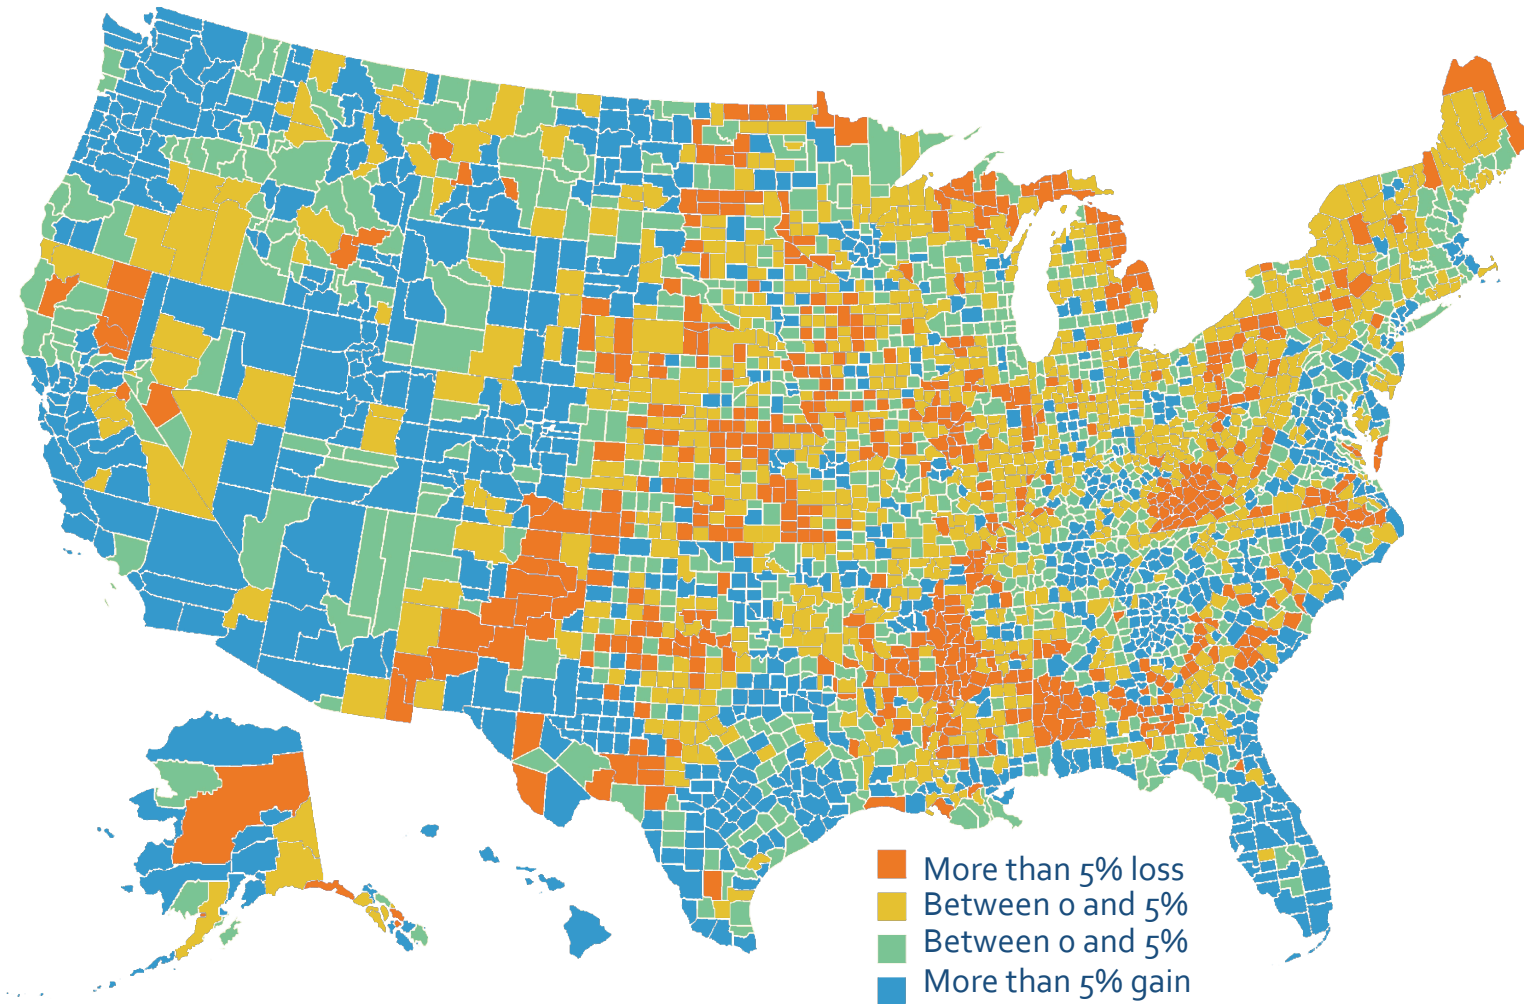 More than 5% loss
Between 0 and 5%
Between 0 and 5%
More than 5% gain